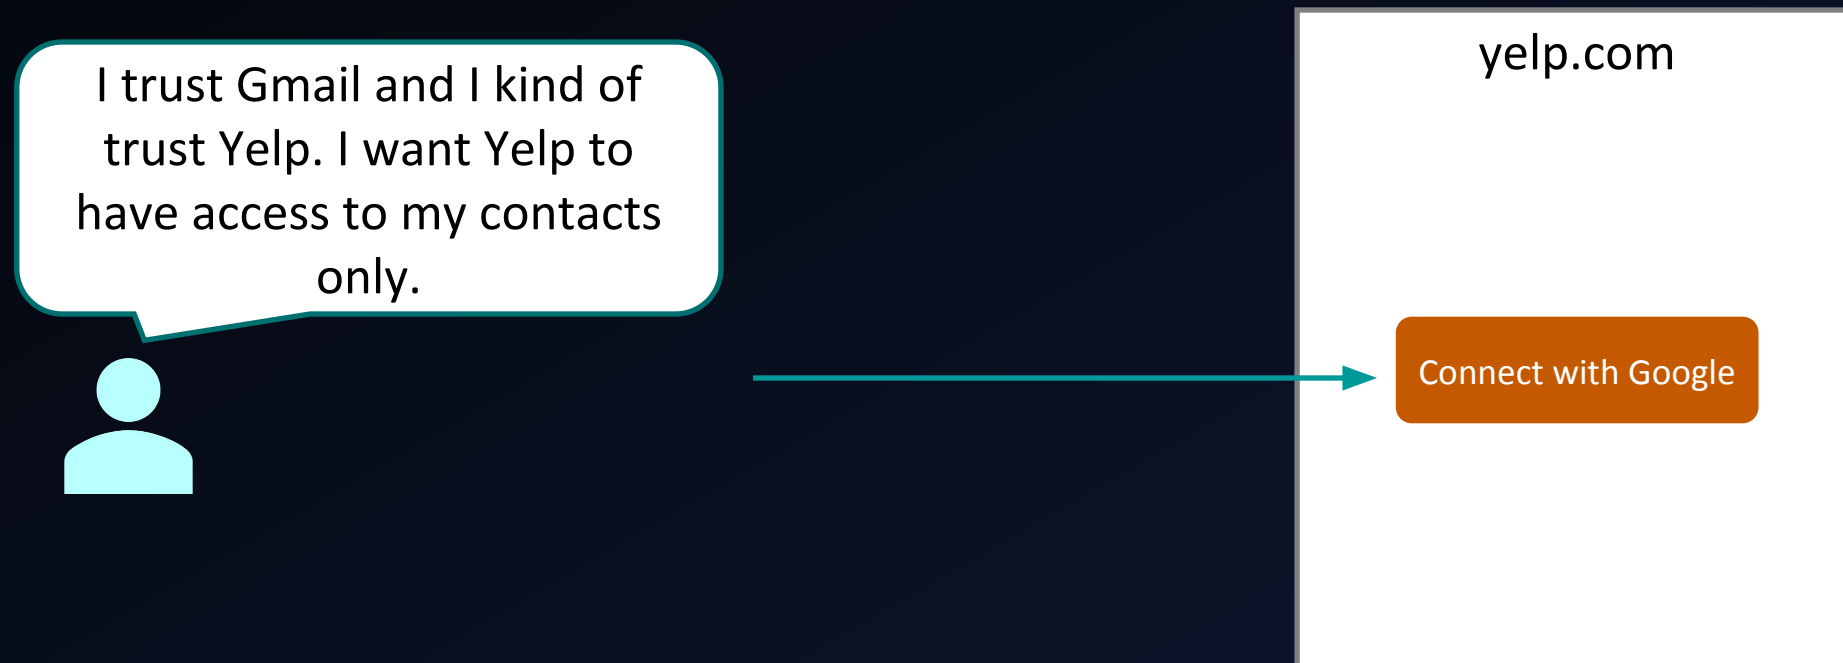 I trust Gmail and I kind of
trust Yelp. I want Yelp to
have access to my contacts
only.
yelp.com
Connect with Google